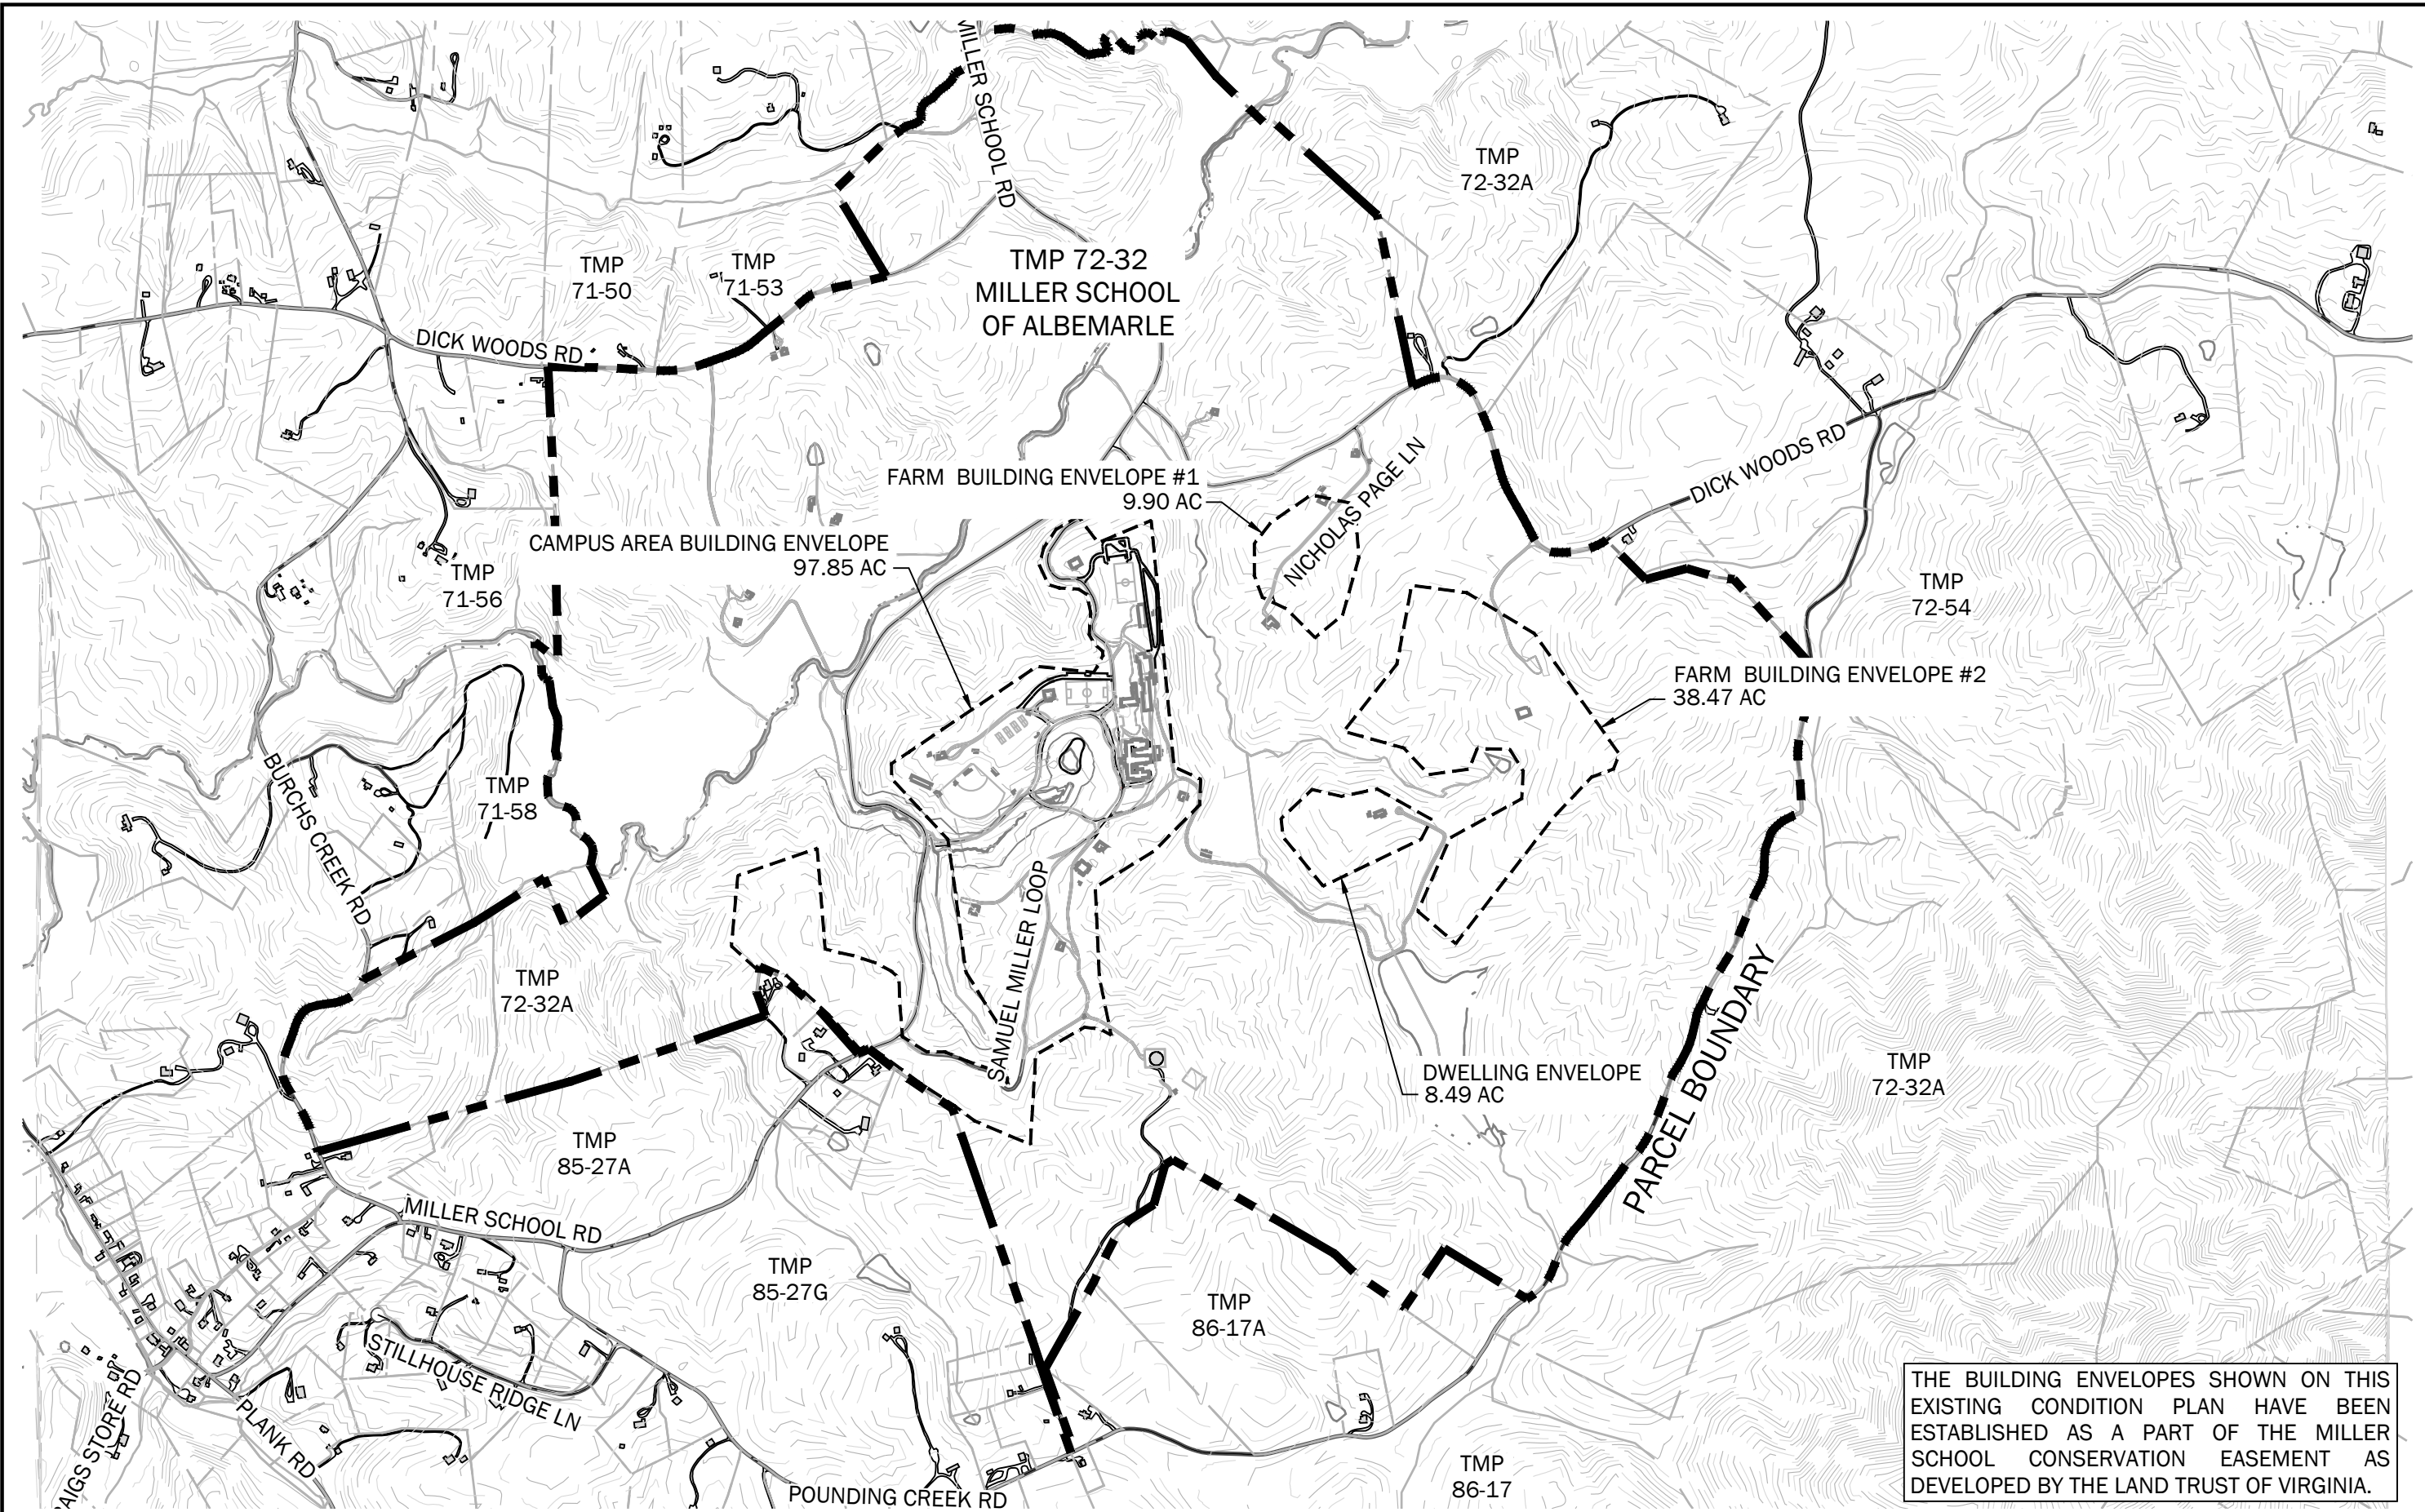 MILLER SCHOOL RD
TMP
72-32A
TMP
71-50
TMP
71-53
TMP 72-32
MILLER SCHOOL
OF ALBEMARLE
DICK WOODS RD
DICK WOODS RD
FARM BUILDING ENVELOPE #1
9.90 AC
NICHOLAS PAGE LN
CAMPUS AREA BUILDING ENVELOPE
97.85 AC
TMP
71-56
TMP
72-54
FARM BUILDING ENVELOPE #2
38.47 AC
BURCHS CREEK RD
TMP
71-58
SAMUEL MILLER LOOP
TMP
72-32A
PARCEL BOUNDARY
DWELLING ENVELOPE
8.49 AC
TMP
72-32A
TMP
85-27A
MILLER SCHOOL RD
TMP
85-27G
TMP
86-17A
STILLHOUSE RIDGE LN
PLANK RD
AIGS STORE RD
POUNDING CREEK RD
TMP
86-17
THE BUILDING ENVELOPES SHOWN ON THIS
EXISTING CONDITION PLAN HAVE BEEN
ESTABLISHED AS A PART OF THE MILLER
SCHOOL CONSERVATION EASEMENT AS
DEVELOPED BY THE LAND TRUST OF VIRGINIA.